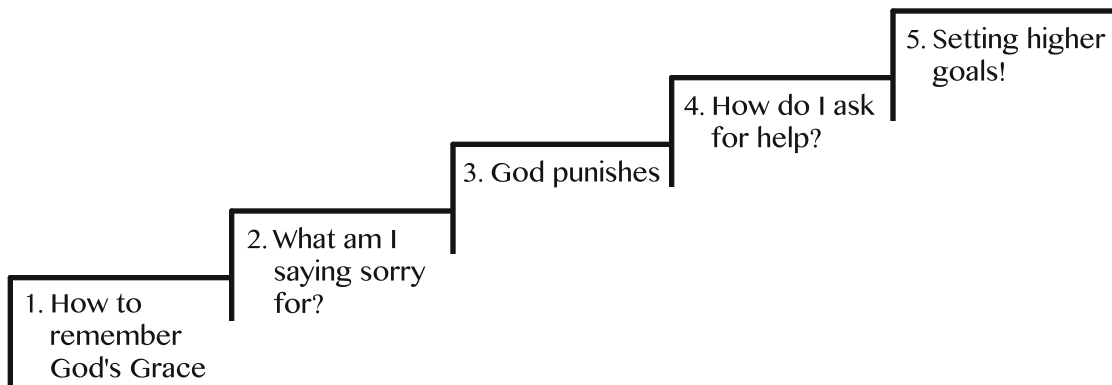 1. How to
remember
God's Grace
2. What am I
saying sorry
for?
3. God punishes
4. How do I ask
for help?
5. Setting higher
goals!